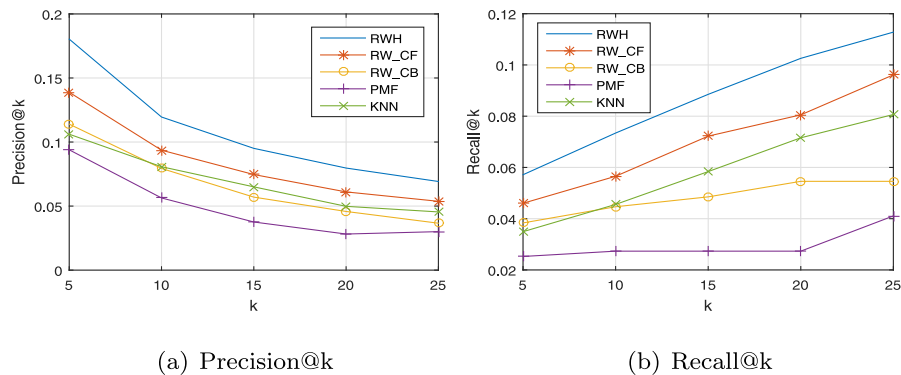 0.2
0.15
0.1
0.05
0
Precision@k
5
10
15
20
25
k
RWH
RW_CF
RW_CB
PMF
KNN
(a) Precision@k
0.12
0.1
0.08
0.06
0.04
0.02
Recall@k
5
10
15
20
25
k
RWH
RW_CF
RW_CB
PMF
KNN
(b) Recall@k